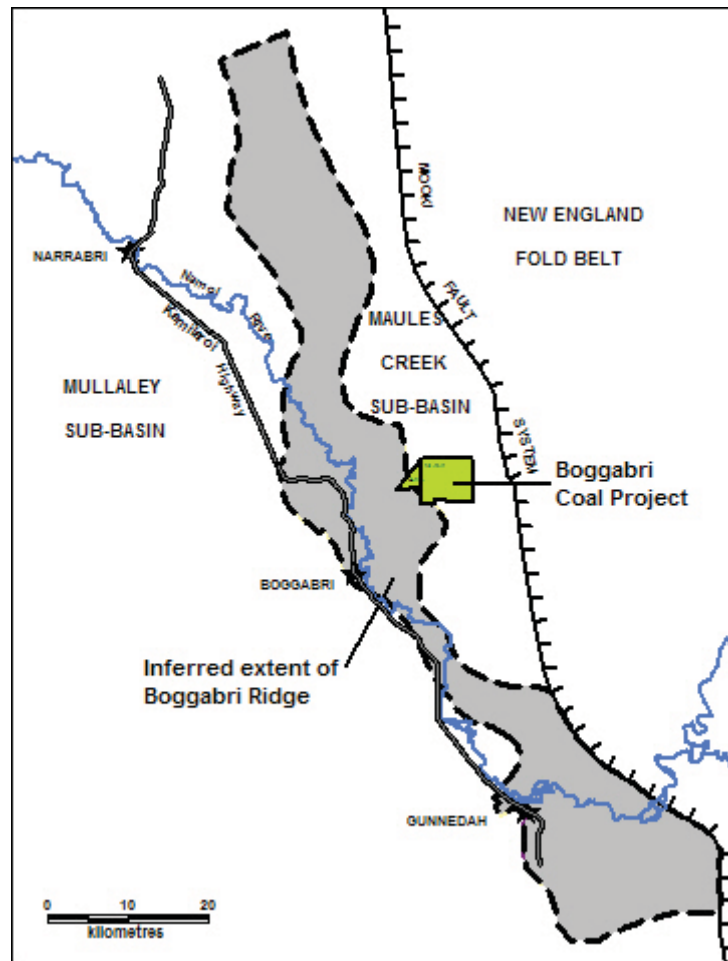 MOOKI
FAULT
SYSTEM
NEW ENGLAND
FOLD BELT
NARRABRI
Namoi
River
Kamilaroi
Highway
MAULES
CREEK
SUB-BASIN
MULLALEY
SUB-BASIN
Boggabri
Coal Project
BOGGABRI
Inferred extent of
Boggabri Ridge
GUNNEDAH
0 10 20
kilometres